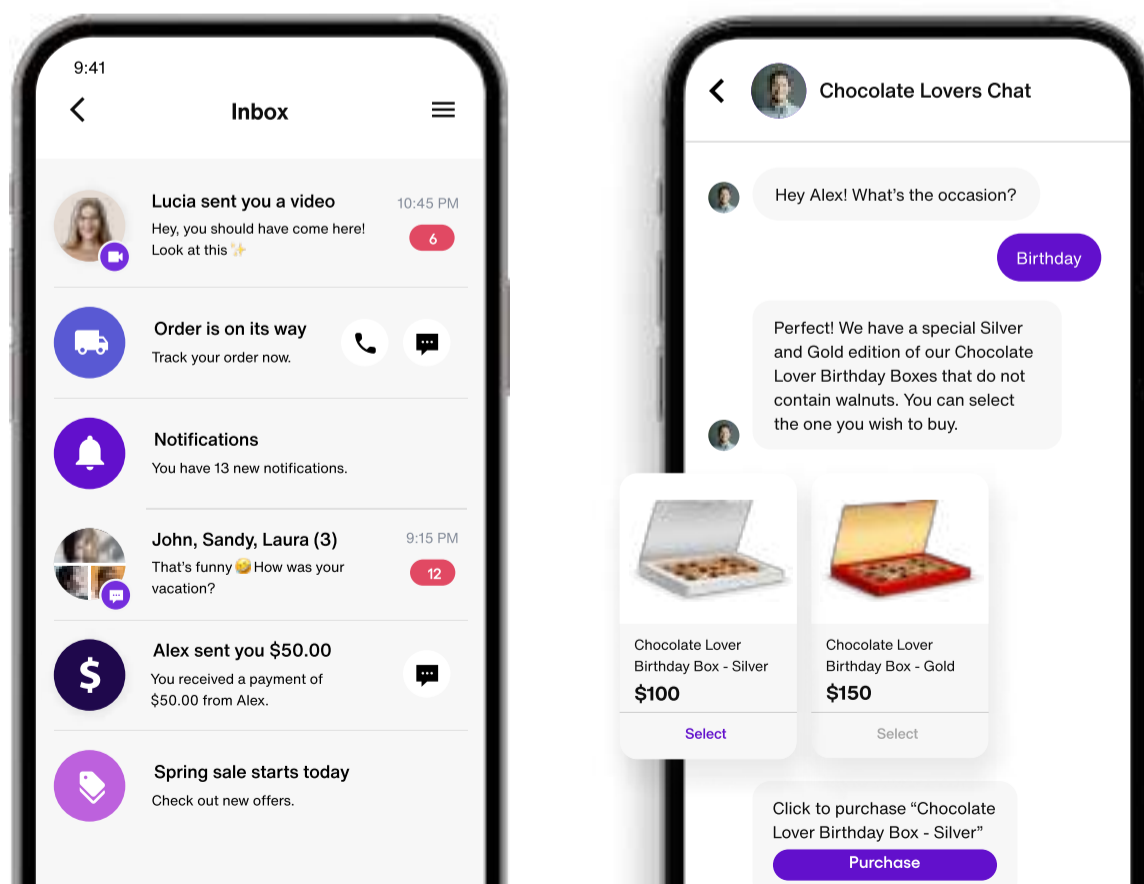 9:41
Inbox
Lucia sent you a video
10:45 PM
Hey, you should have come here!
Look at this ✨
6
Order is on its way
Track your order now.
Notifications
You have 13 new notifications.
John, Sandy, Laura (3)
9:15 PM
That’s funny 🤣 How was your
vacation?
12
$
Alex sent you $50.00
You received a payment of
$50.00 from Alex.
Spring sale starts today
Check out new offers.
Chocolate Lovers Chat
Hey Alex! What’s the occasion?
Birthday
Perfect! We have a special Silver
and Gold edition of our Chocolate
Lover Birthday Boxes that do not
contain walnuts. You can select
the one you wish to buy.
Chocolate Lover
Birthday Box - Silver
$100
Select
Chocolate Lover
Birthday Box - Gold
$150
Select
Click to purchase “Chocolate
Lover Birthday Box - Silver”
Purchase